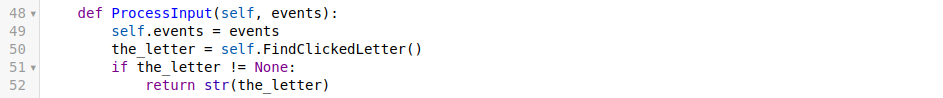 48 def ProcessInput(self, events):
49 self.events = events
50 the_letter = self.FindClickedLetter()
51 if the_letter != None:
52 return str(the_letter)